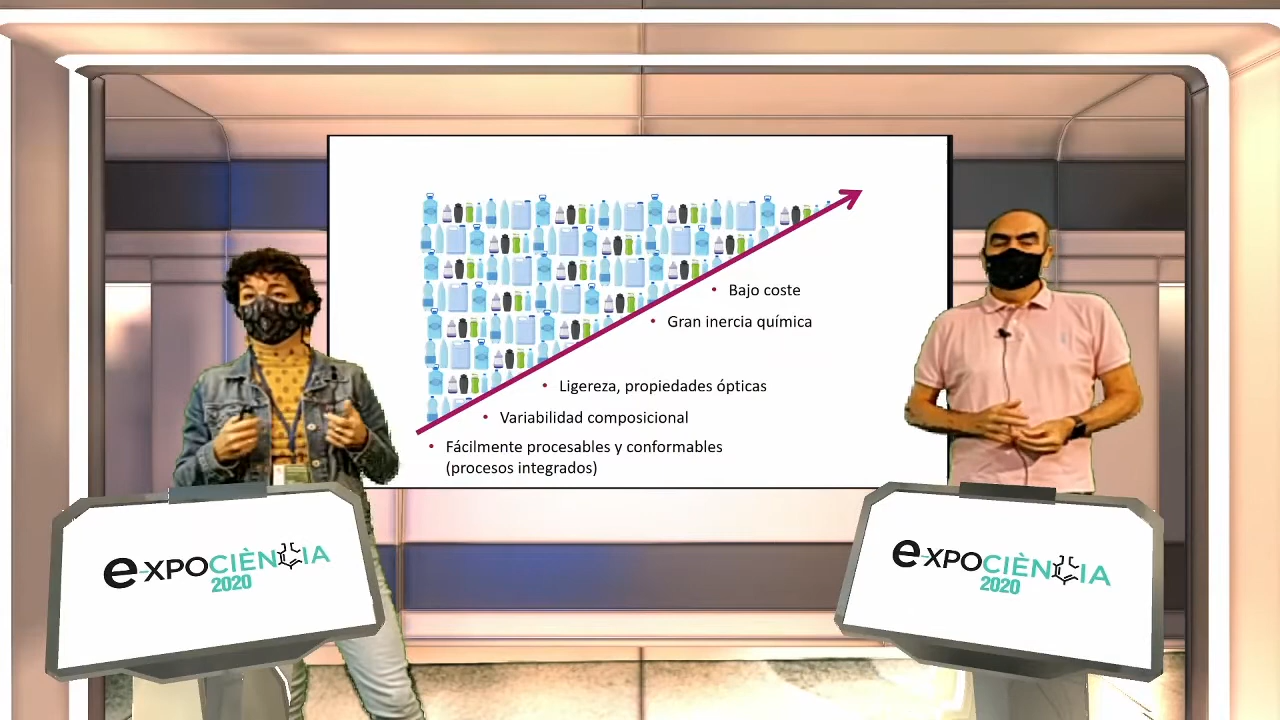 • Bajo coste
• Gran inercia química
• Ligereza, propiedades ópticas
• Variabilidad composicional
• Fácilmente procesables y conformables
(procesos integrados)
eXPOCIÈNCIA
2020
eXPOCIÈNCIA
2020